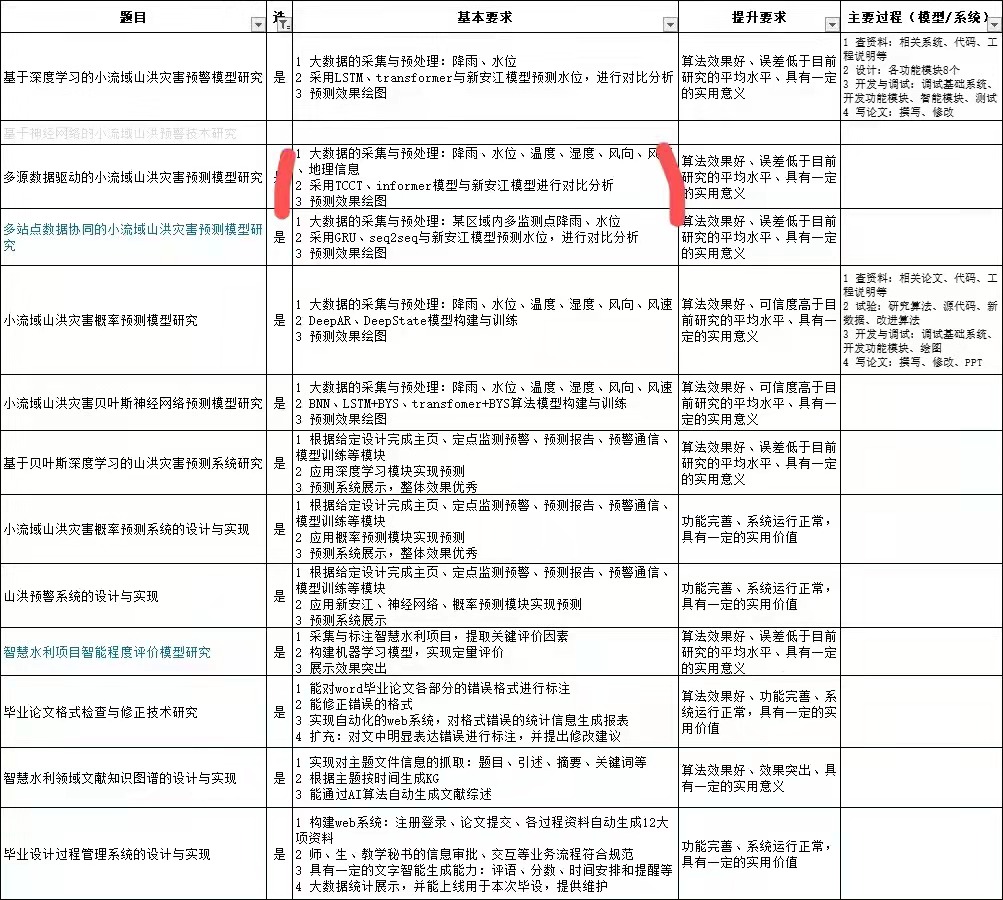 题目 选 基本要求 提升要求 主要过程(模型/系统)
基于深度学习的小流域山洪灾害预警模型研究
是
1 大数据的采集与预处理：降雨、水位
2 采用LSTM、transformer与新安江模型预测水位，进行对比分析
3 预测效果绘图
算法效果好、误差低于目前
研究的平均水平、具有一定
的实用意义
1 查资料：相关系统、代码、工
程说明等
2 设计：各功能模块8个
3 开发与调试：调试基础系统、
开发功能模块、智能模块、测试
4 写论文：撰写、修改
基于神经网络的小流域山洪预警技术研究
多源数据驱动的小流域山洪灾害预测模型研究
1 大数据的采集与预处理：降雨、水位、温度、湿度、风向、风
、地理信息
2 采用TCCT、informer模型与新安江模型进行对比分析
3 预测效果绘图
算法效果好、误差低于目前
研究的平均水平、具有一定
的实用意义
多站点数据协同的小流域山洪灾害预测模型研
究
是
1 大数据的采集与预处理：某区域内多监测点降雨、水位
2 采用GRU、seq2seq与新安江模型预测水位，进行对比分析
3 预测效果绘图
算法效果好、误差低于目
前研究的平均水平、具有一
定的实用意义
小流域山洪灾害概率预测模型研究
是
1 大数据的采集与预处理：降雨、水位、温度、湿度、风向、风速
2 DeepAR、DeepState模型构建与训练
3 预测效果绘图
算法效果好、可信度高于目
前研究的平均水平、具有一
定的实用意义
1 查资料：相关论文、代码、工
程说明等
2 试验：研究算法、源代码、新
数据、改进算法
3 开发与调试：调试基础系统、
开发功能模块、绘图
4 写论文：撰写、修改、PPT
小流域山洪灾害贝叶斯神经网络预测模型研究
是
1 大数据的采集与预处理：降雨、水位、温度、湿度、风向、风速
2 BNN、LSTM+BYS、transfomer+BYS算法模型构建与训练
3 预测效果绘图
算法效果好、可信度高于目
前研究的平均水平、具有一
定的实用意义
基于贝叶斯深度学习的山洪灾害预测系统研究
是
1 根据给定设计完成主页、定点监测预警、预测报告、预警通信、
模型训练等模块
2 应用深度学习模块实现预测
3 预测系统展示，整体效果优秀
算法效果好、误差低于目前
研究的平均水平、具有一定
的实用意义
小流域山洪灾害概率预测系统的设计与实现
是
1 根据给定设计完成主页、定点监测预警、预测报告、预警通信、
模型训练等模块
2 应用概率预测模块实现预测
3 预测系统展示，整体效果优秀
功能完善、系统运行正常，
具有一定的实用价值
山洪预警系统的设计与实现
是
1 根据给定设计完成主页、定点监测预警、预测报告、预警通信、
模型训练等模块
2 应用新安江、神经网络、概率预测模块实现预测
3 预测系统展示
功能完善、系统运行正常，
具有一定的实用价值
智慧水利项目智能程度评价模型研究
是
1 采集与标注智慧水利项目，提取关键评价因素
2 构建机器学习模型，实现定量评价
3 展示效果突出
算法效果好、误差低于目前
研究的平均水平、具有一定
的实用意义
毕业论文格式检查与修正技术研究
是
1 能对word毕业论文各部分的错误格式进行标注
2 能修正错误的格式
3 实现自动化的web系统，对格式错误的统计信息生成报表
4 扩充：对文中明显表达错误进行标注，并提出修改建议
算法效果好、功能完善、系
统运行正常，具有一定的实
用价值
智慧水利领域文献知识图谱的设计与实现
是
1 实现对主题文件信息的抓取：题目、引述、摘要、关键词等
2 根据主题按时间生成KG
3 能通过AI算法自动生成文献综述
算法效果好、效果突出、具
有一定的实用意义
毕业设计过程管理系统的设计与实现
是
1 构建web系统：注册登录、论文提交、各过程资料自动生成12大
项资料
2 师、生、教学秘书的信息审批、交互等业务流程符合规范
3 具有一定的文字智能生成能力：评语、分数、时间安排和提醒等
4 大数据统计展示，并能上线用于本次毕设，提供维护
功能完善、系统运行正常，
具有一定的实用价值